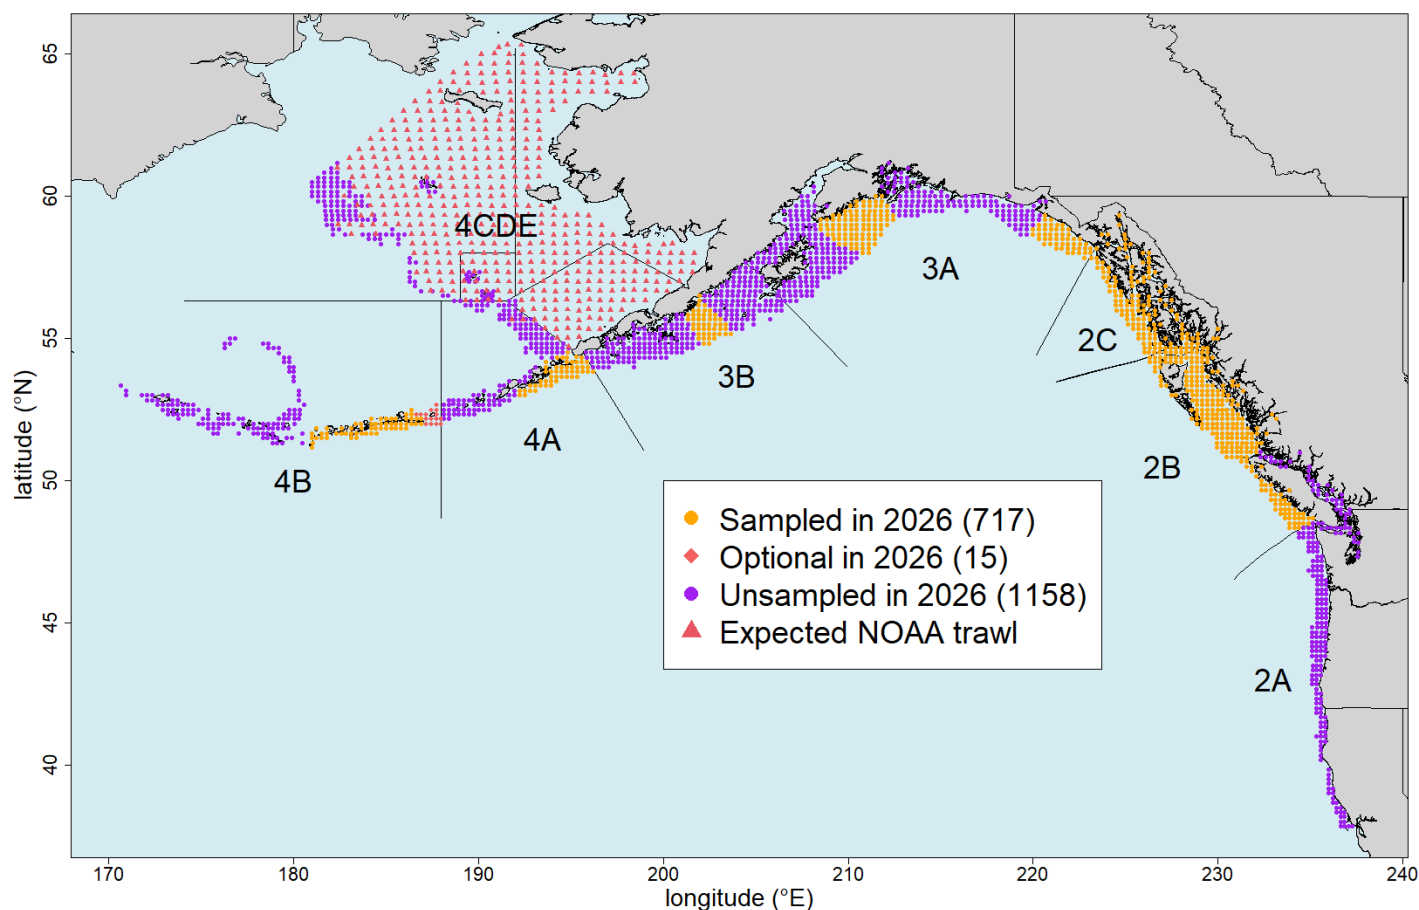 65
60
55
50
45
40
latitude (°N)
4CDE
3A
2C
3B
4A
2B
4B
2A
Sampled in 2026 (717)
Optional in 2026 (15)
Unsampled in 2026 (1158)
Expected NOAA trawl
170
180
190
200
210
220
230
240
longitude (°E)